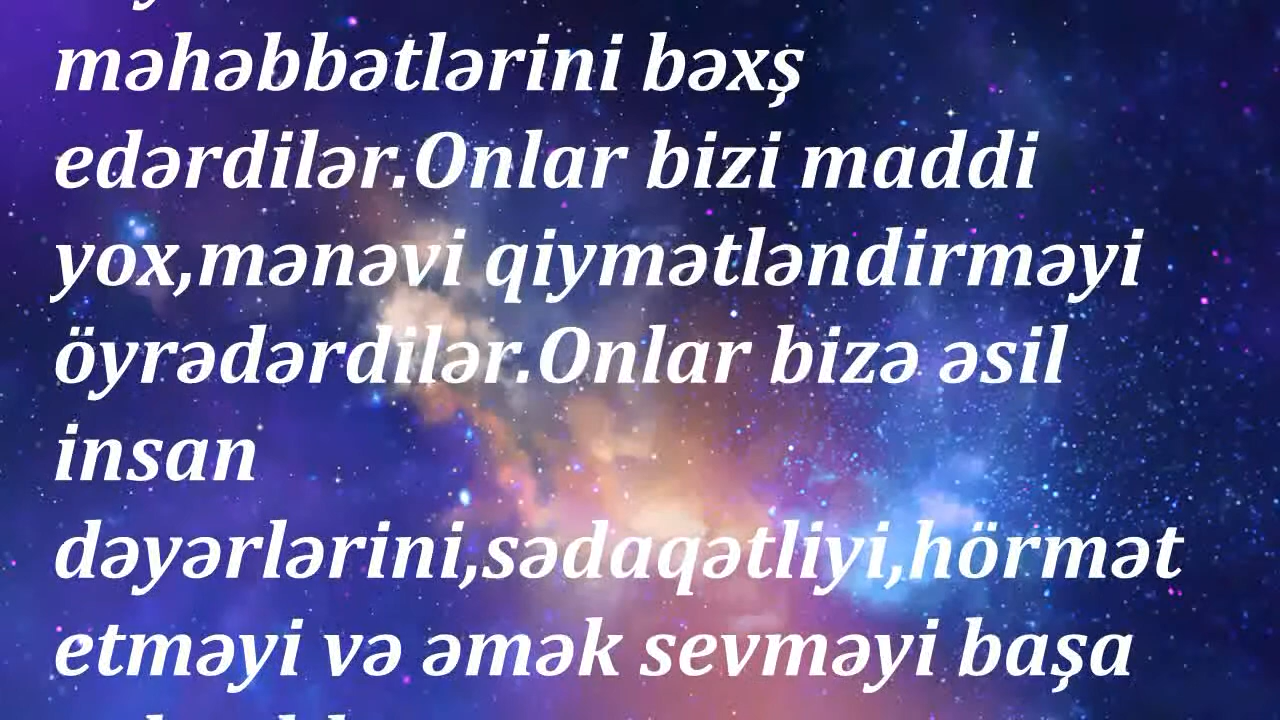 məhəbbətlərini bəxş
edərdilər.Onlar bizi maddi
yox,mənəvi qiymətləndirməyi
öyrədərdilər.Onlar bizə əsil
insan
dəyərlərini,sədaqətliyi,hörmət
etməyi və əmək sevməyi başa